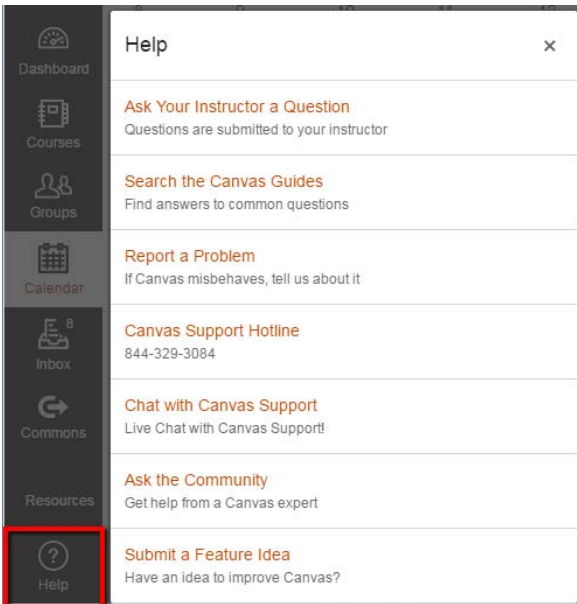 Dashboard
Courses
Groups
Calendar
8
Inbox
Commons
Resources
Help
Help
×
Ask Your Instructor a Question
Questions are submitted to your instructor
Search the Canvas Guides
Find answers to common questions
Report a Problem
If Canvas misbehaves, tell us about it
Canvas Support Hotline
844-329-3084
Chat with Canvas Support
Live Chat with Canvas Support!
Ask the Community
Get help from a Canvas expert
Submit a Feature Idea
Have an idea to improve Canvas?